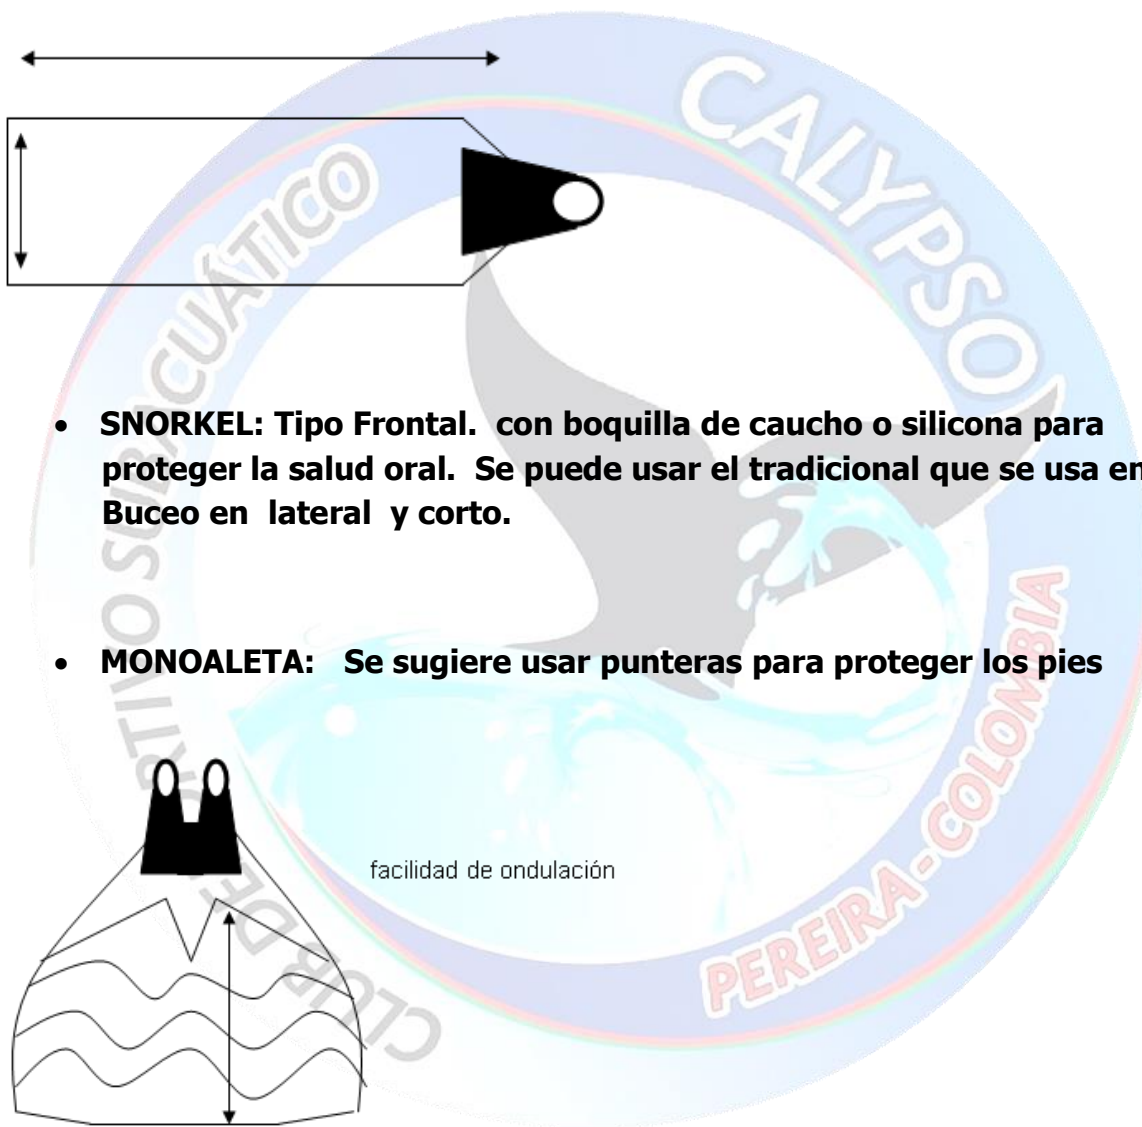 CALYPSO
• SNORKEL: Tipo Frontal. con boquilla de caucho o silicona para
proteger la salud oral. Se puede usar el tradicional que se usa en
Buceo en lateral y corto.
• MONOALETA: Se sugiere usar punteras para proteger los pies
facilidad de ondulación
SUBACUÁTICO
PEREIRA - COLOMBIA